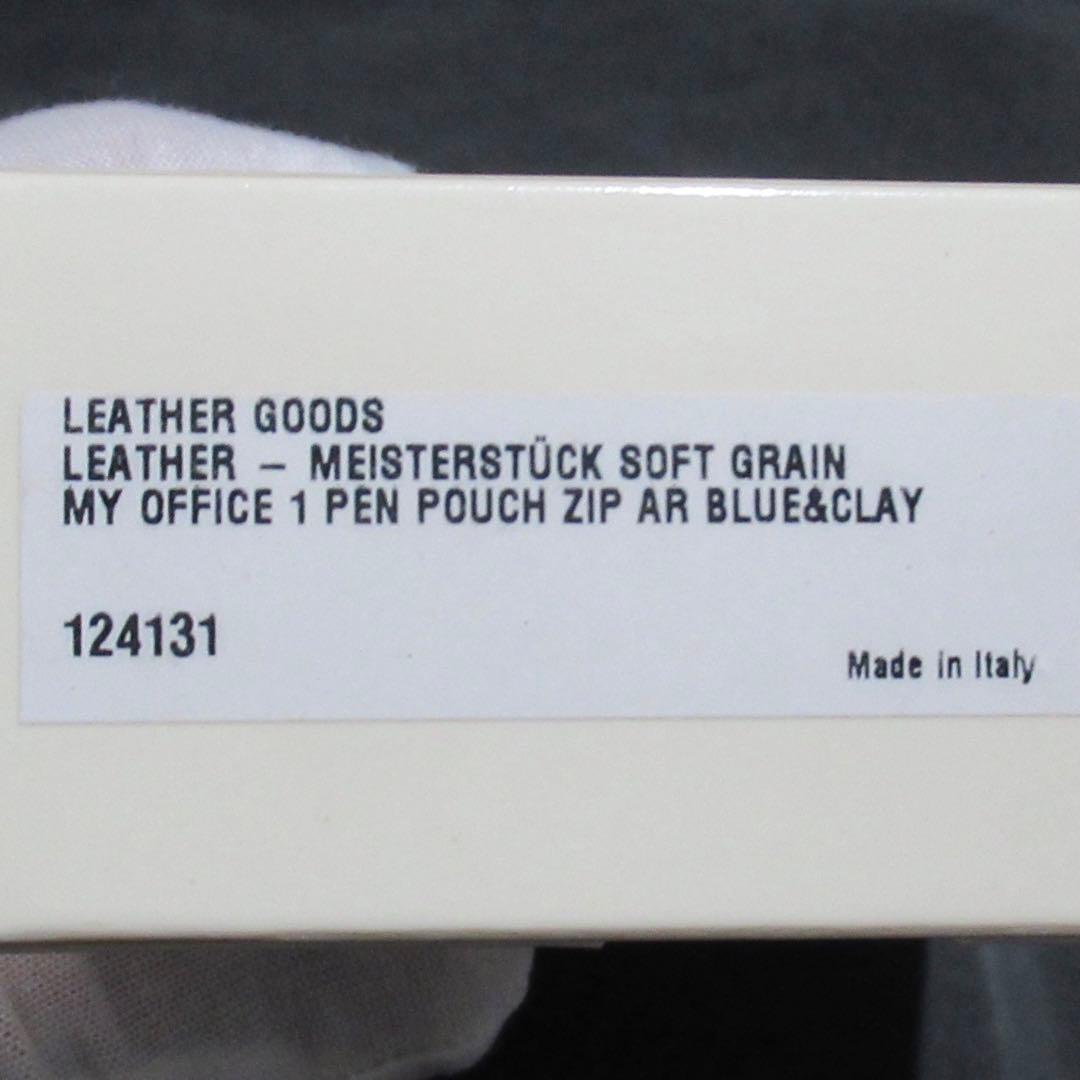 LEATHER GOODS
LEATHER – MEISTERSTÜCK SOFT GRAIN
MY OFFICE 1 PEN POUCH ZIP AR BLUE&CLAY
124131
Made in Italy